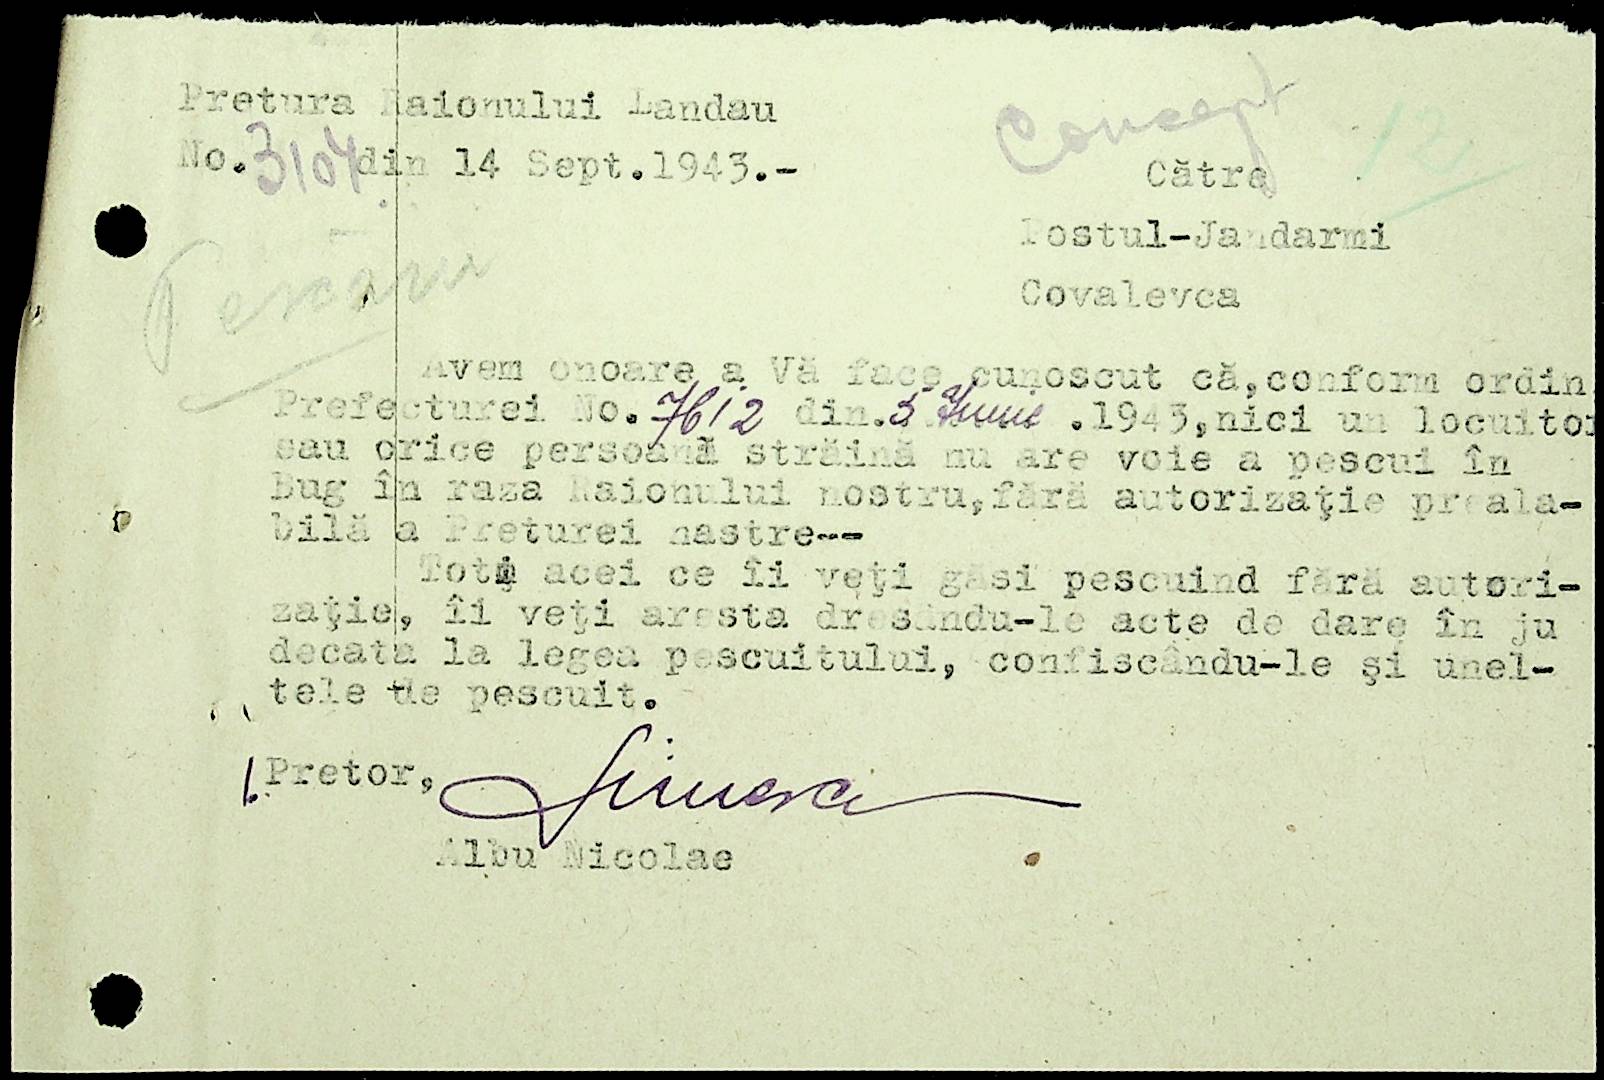 Pretura Raionului Landau
No. 3104 din 14 Sept.1943.-
Concept
12
Către
Postul-Jandarmi
Covalevca
Pescari
Avem onoare a Vă face cunoscut că,conform ordin
Prefecturei No. 7612 din. 5 Iunie .1943,nici un locuitor
sau orice persoană străină nu are voie a pescui în
Bug în raza Raionului nostru,fără autorizaţie preala-
bilă a Preturei nastre--
Toti acei ce îi veţi găsi pescuind fără autori-
zaţie, îi veţi aresta dresându-le acte de dare în ju
decata la legea pescuitului, confiscându-le şi unel-
tele de pescuit.
Pretor,
Albu Nicolae